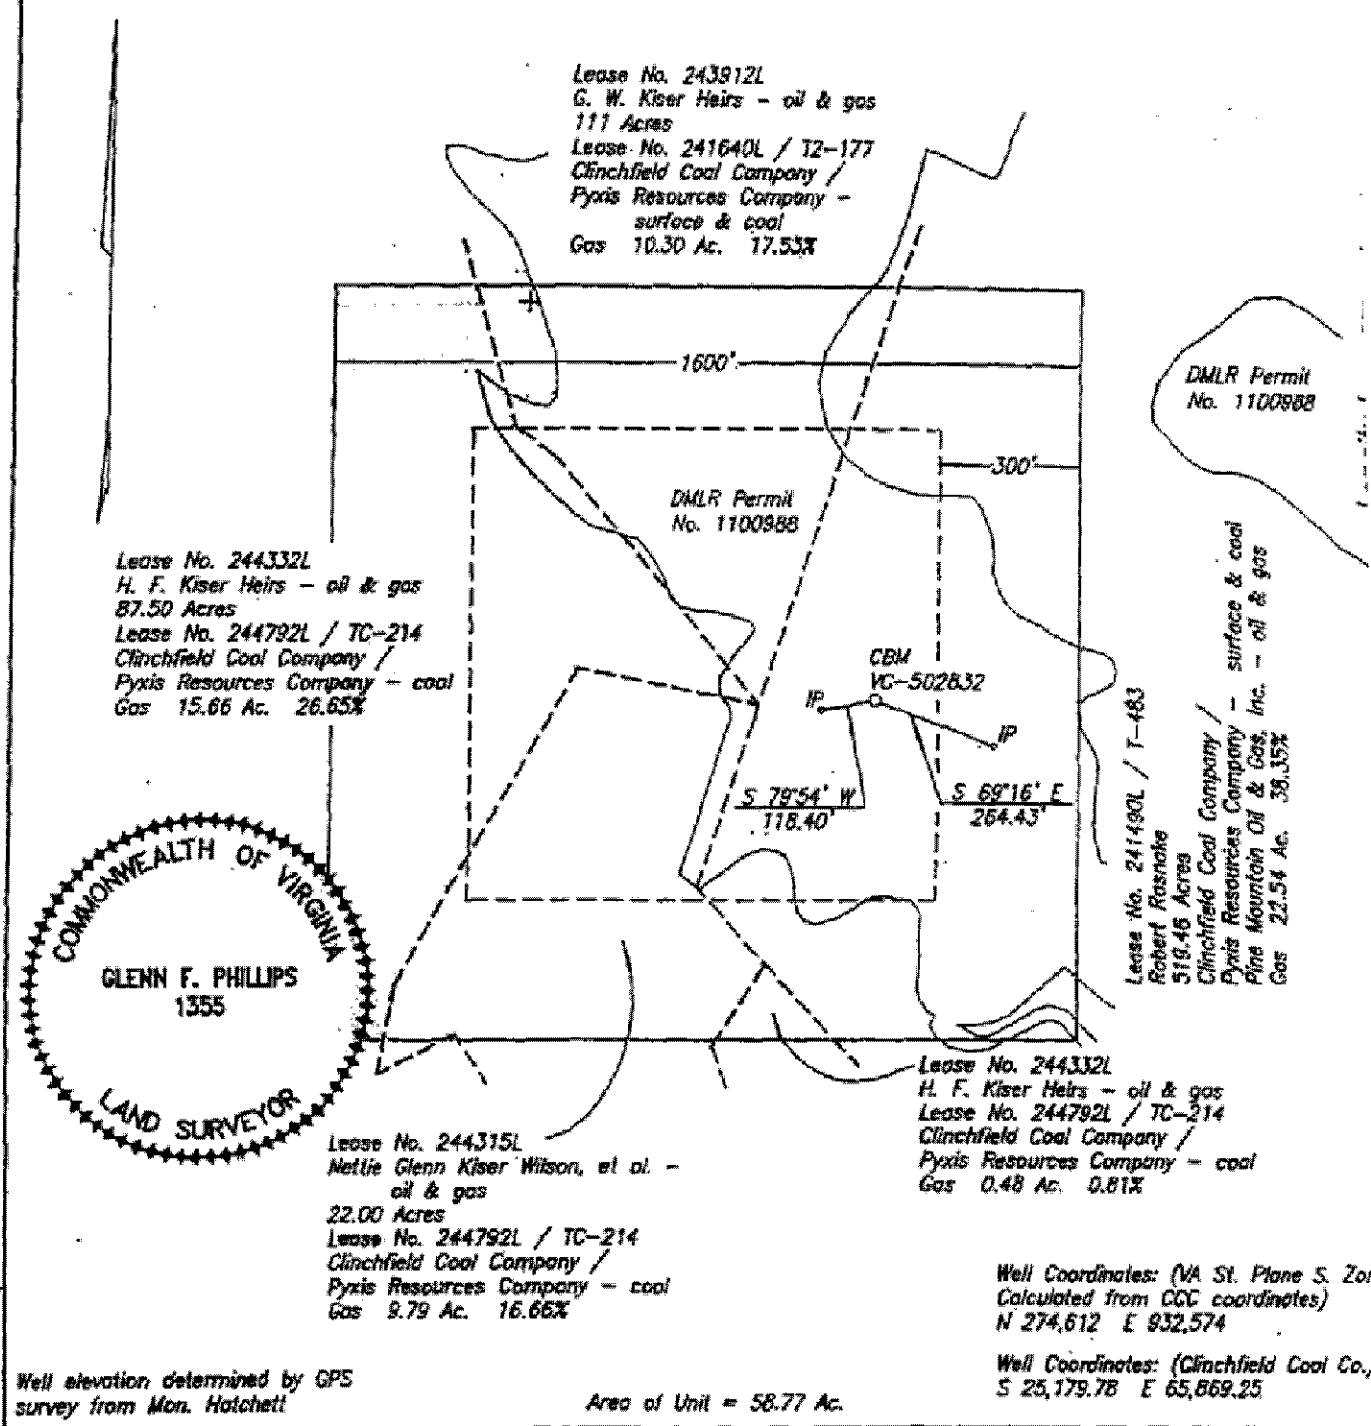 Lease No. 243912L
G. W. Kiser Heirs - oil & gas
111 Acres
Lease No. 241640L / T2-177
Clinchfield Coal Company /
Pyxis Resources Company -
surface & coal
Gas 10.30 Ac. 17.53%
1600'
DMLR Permit
No. 1100988
300'
DMLR Permit
No. 1100988
Lease No. 244332L
H. F. Kiser Heirs - oil & gas
87.50 Acres
Lease No. 244792L / TC-214
Clinchfield Coal Company /
Pyxis Resources Company - coal
Gas 15.66 Ac. 26.65%
CBM
VC-502832
IP
IP
S 79°54' W
118.40'
S 69°16' E
264.43'
Lease No. 241490L / T-483
Robert Rasnake
519.46 Acres
Clinchfield Coal Company /
Pyxis Resources Company - surface & coal
Pine Mountain Oil & Gas, Inc. - oil & gas
Gas 22.54 Ac. 38.35%
COMMONWEALTH OF VIRGINIA
GLENN F. PHILLIPS
1355
LAND SURVEYOR
Lease No. 244332L
H. F. Kiser Heirs - oil & gas
Lease No. 244792L / TC-214
Clinchfield Coal Company /
Pyxis Resources Company - coal
Gas 0.48 Ac. 0.81%
Lease No. 244315L
Nettie Glenn Kiser Wilson, et al. -
oil & gas
22.00 Acres
Lease No. 244792L / TC-214
Clinchfield Coal Company /
Pyxis Resources Company - coal
Gas 9.79 Ac. 16.66%
Well Coordinates: (VA St. Plane S. Zon
Calculated from CCC coordinates)
N 274,612 E 932,574
Well Coordinates: (Clinchfield Coal Co.,
S 25,179.78 E 65,869.25
Well elevation determined by GPS
survey from Mon. Hatchett
Area of Unit = 58.77 Ac.